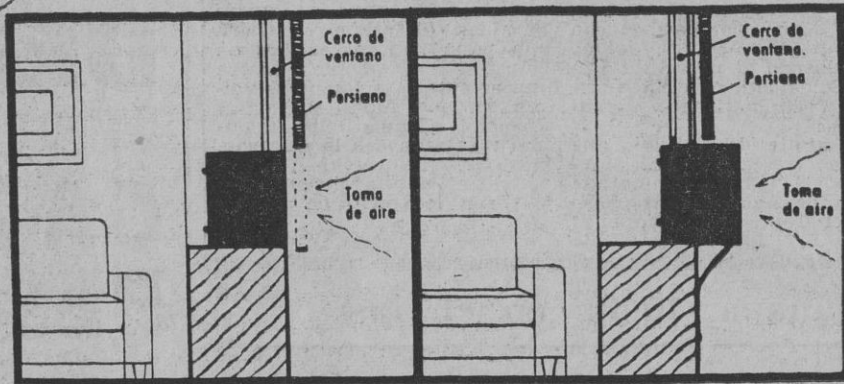 Cerco de
ventana
Persiana
Toma
de aire
Cerco de
ventana.
Persiana
Toma
de aire